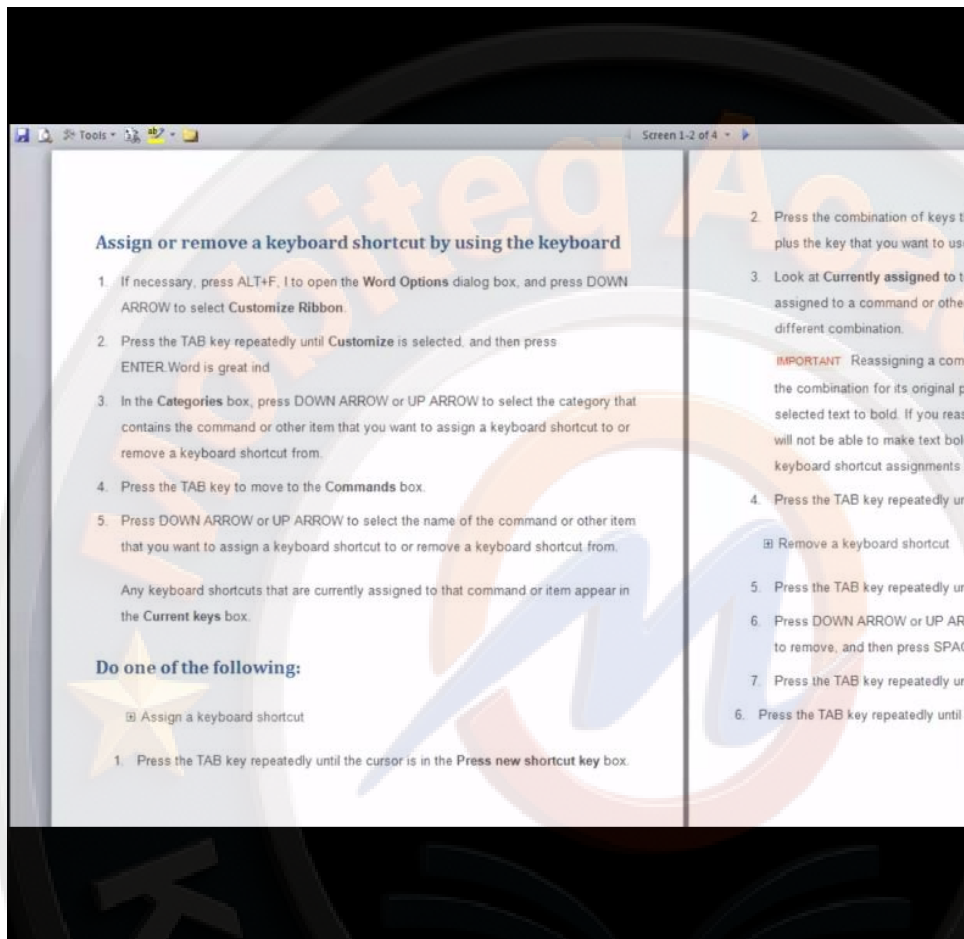 Tools
Screen 1-2 of 4
Assign or remove a keyboard shortcut by using the keyboard
1. If necessary, press ALT+F, I to open the Word Options dialog box, and press DOWN
ARROW to select Customize Ribbon.
2. Press the TAB key repeatedly until Customize is selected, and then press
ENTER.Word is great ind
3. In the Categories box, press DOWN ARROW or UP ARROW to select the category that
contains the command or other item that you want to assign a keyboard shortcut to or
remove a keyboard shortcut from.
4. Press the TAB key to move to the Commands box.
5. Press DOWN ARROW or UP ARROW to select the name of the command or other item
that you want to assign a keyboard shortcut to or remove a keyboard shortcut from.
Any keyboard shortcuts that are currently assigned to that command or item appear in
the Current keys box.
Do one of the following:
Assign a keyboard shortcut
1. Press the TAB key repeatedly until the cursor is in the Press new shortcut key box.
2. Press the combination of keys
plus the key that you want to
3. Look at Currently assigned to
assigned to a command or
different combination.
IMPORTANT Reassigning a
the combination for its original
selected text to bold. If you
will not be able to make text
keyboard shortcut assignments
4. Press the TAB key repeatedly
Remove a keyboard shortcut
5. Press the TAB key repeatedly
6. Press DOWN ARROW or UP
to remove, and then press
7. Press the TAB key repeatedly
6. Press the TAB key repeatedly until
Mobiteq
K